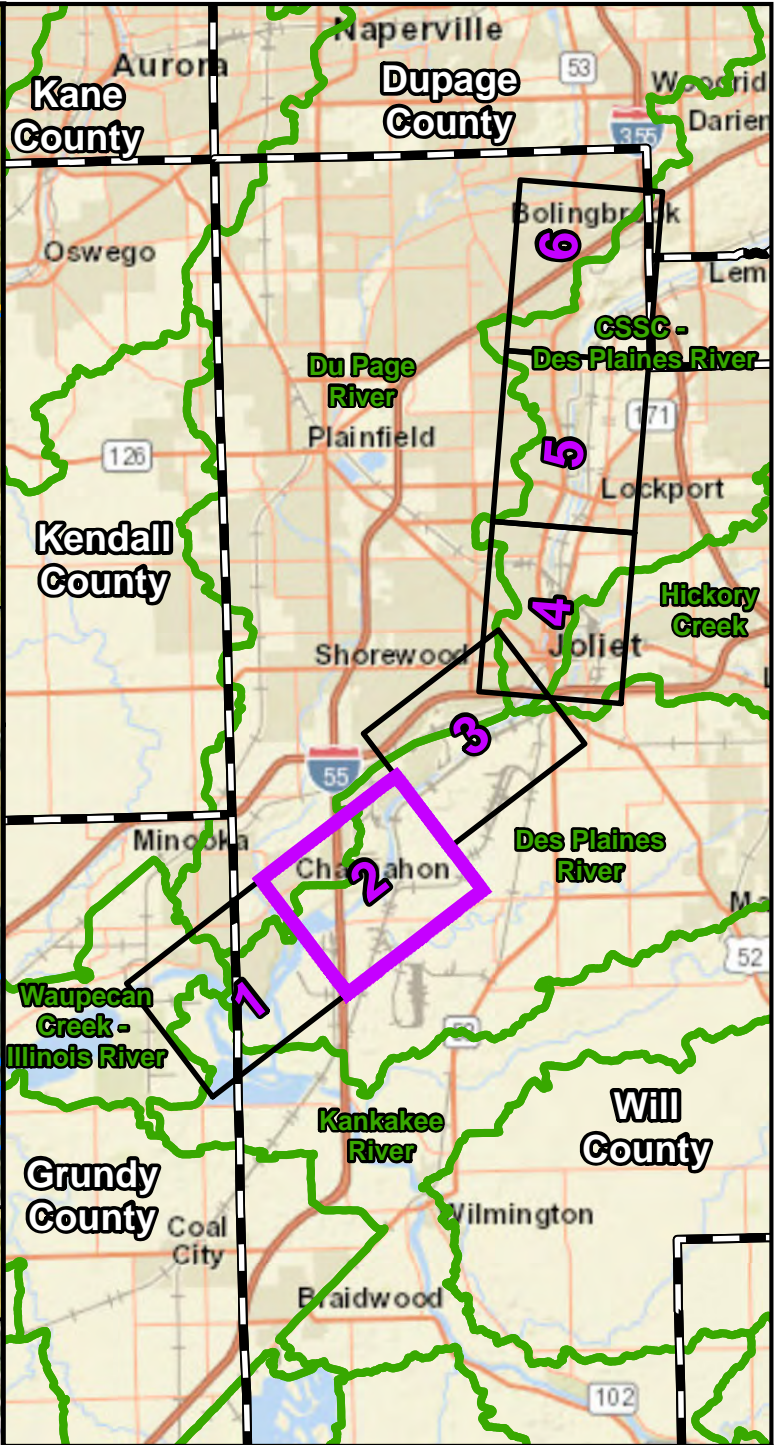 Naperville
Aurora
53
Kane
County
Dupage
County
Woodrid
355
Darien
Bolingbrook
6
Oswego
Lem
CSSC -
Des Plaines River
Du Page
River
171
Plainfield
126
5
Lockport
Kendall
County
Hickory
Creek
4
Joliet
Shorewood
3
55
Minooka
Des Plaines
River
Channahon
2
Ma
52
Waupecan
Creek -
Illinois River
1
Will
County
Kankakee
River
Grundy
County
Wilmington
Coal
City
Braidwood
102